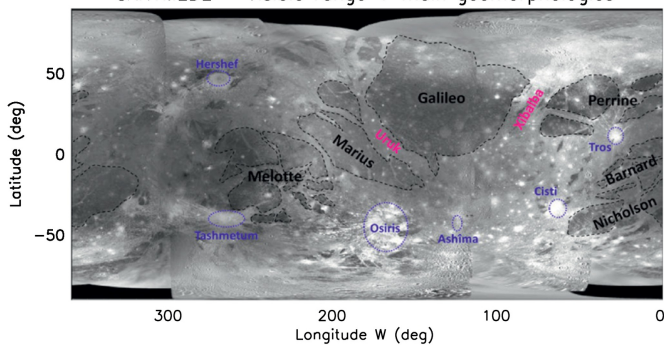 50
0
−50
Latitude (deg)
Hershef
Galileo
Xibalba
Perrine
Uruk
Marius
Tros
Melotte
Barnard
Cisti
Nicholson
Tashmetum
Osiris
Ashima
300
200
100
0
Longitude W (deg)